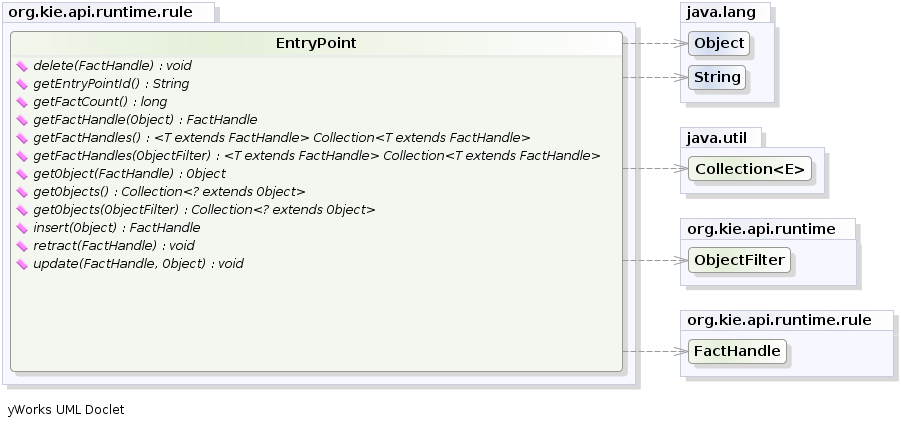 org.kie.api.runtime.rule
EntryPoint
delete(FactHandle) : void
getEntryPointId() : String
getFactCount() : long
getFactHandle(Object) : FactHandle
getFactHandles() : <T extends FactHandle> Collection<T extends FactHandle>
getFactHandles(ObjectFilter) : <T extends FactHandle> Collection<T extends FactHandle>
getObject(FactHandle) : Object
getObjects() : Collection<? extends Object>
getObjects(ObjectFilter) : Collection<? extends Object>
insert(Object) : FactHandle
retract(FactHandle) : void
update(FactHandle, Object) : void
java.lang
Object
String
java.util
Collection<E>
org.kie.api.runtime
ObjectFilter
org.kie.api.runtime.rule
FactHandle
yWorks UML Doclet